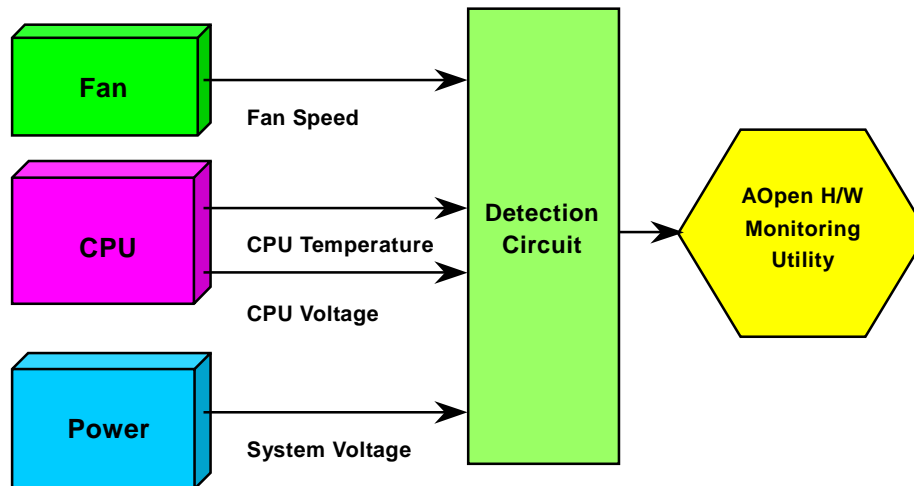 Fan
Fan Speed
CPU
CPU Temperature
CPU Voltage
Power
System Voltage
Detection
Circuit
AOpen H/W
Monitoring
Utility